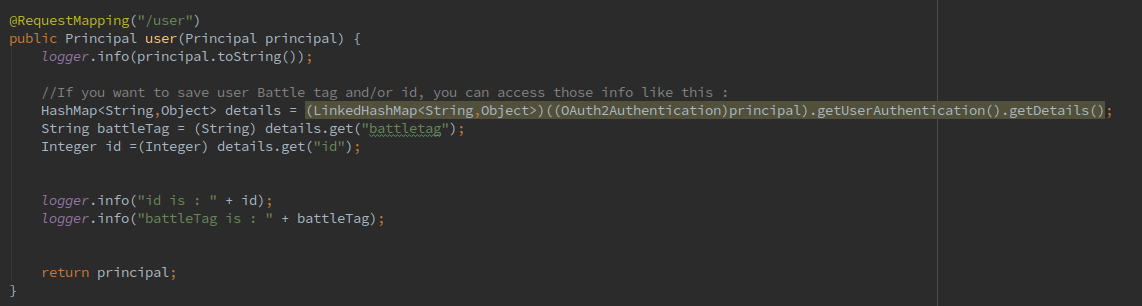 @RequestMapping("/user")
public Principal user(Principal principal) {
logger.info(principal.toString());
//If you want to save user Battle tag and/or id, you can access those info like this :
HashMap<String,Object> details = (LinkedHashMap<String,Object>)((OAuth2Authentication)principal).getUserAuthentication().getDetails();
String battleTag = (String) details.get("battletag");
Integer id =(Integer) details.get("id");
logger.info("id is : " + id);
logger.info("battleTag is : " + battleTag);
return principal;
}